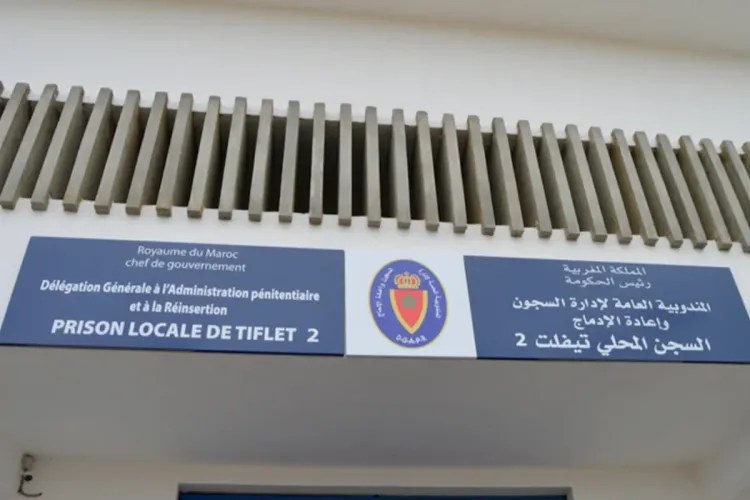 Royaume du Maroc
chef de gouvernement
Délégation Générale à l'Administration pénitentiaire
et à la Réinsertion
PRISON LOCALE DE TIFLET 2
D.G.A.P.R
المملكة المغربية
رئيس الحكومة
المندوبية العامة لإدارة السجون
وإعادة الإدماج
السجن المحلي تيفلت 2